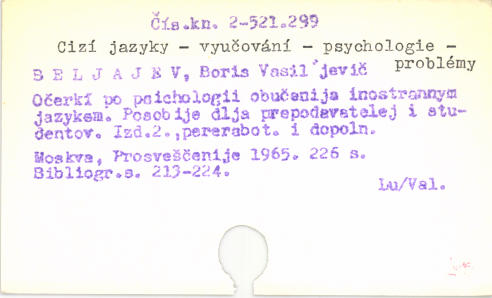 Čís.kn. 2-521.299
Cizí jazyky - vyučování - psychologie -
problémy
B E L J A J E V, Boris Vasil'jevič
Očerki po psichologii obučenija inostrannym
jazykam. Posobije dlja prepodavatelej i stu-
dentov. Izd.2.,pererabot. i dopoln.
Moskva, Prosveščenije 1965. 226 s.
Bibliogr.s. 213-224.
Lu/Val.